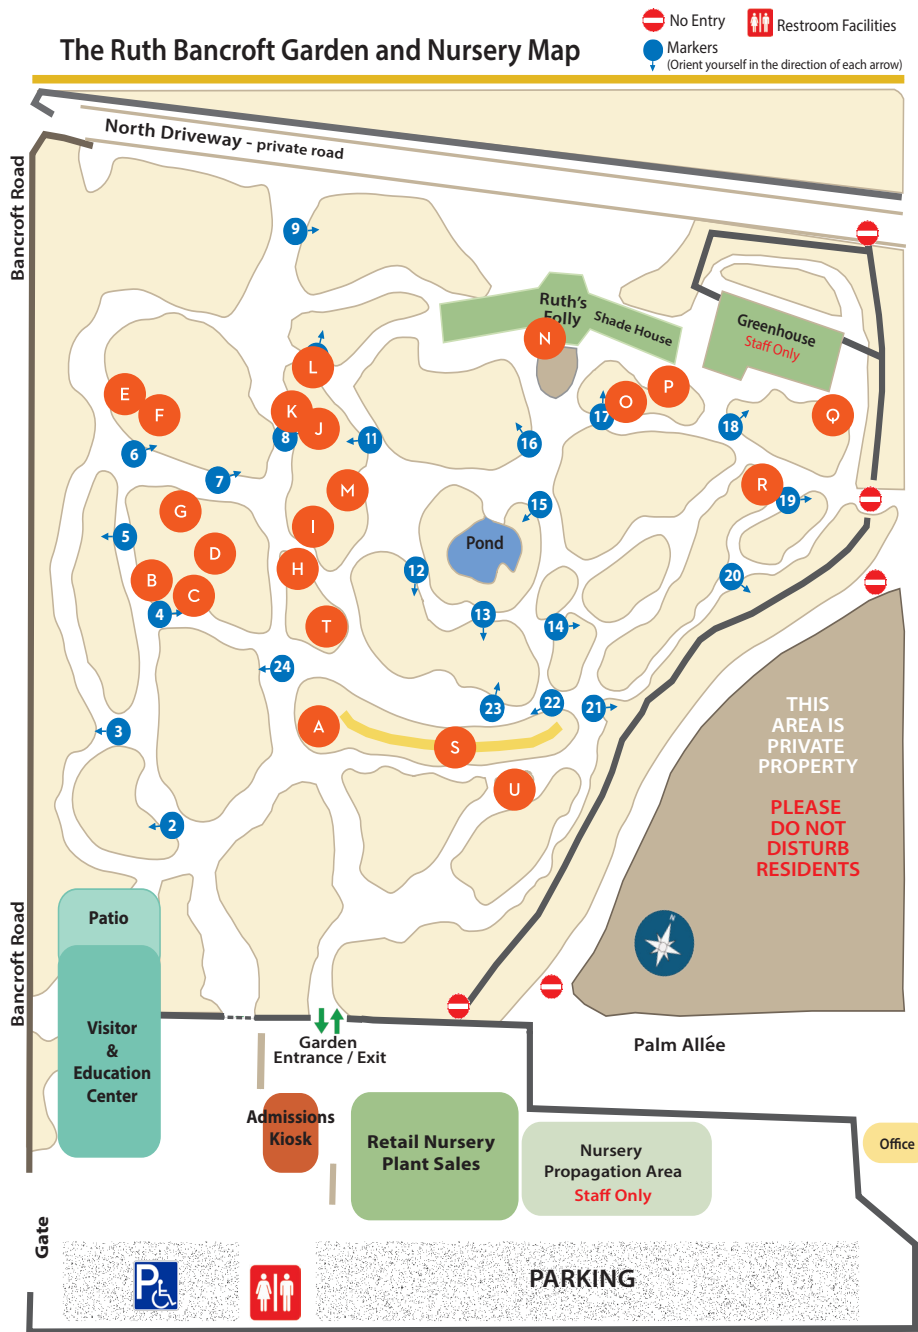 No Entry
Restroom Facilities
The Ruth Bancroft Garden and Nursery Map
Markers
(Orient yourself in the direction of each arrow)
North Driveway - private road
Bancroft Road
9
Ruth's
Folly
Shade House
Greenhouse
Staff Only
N
L
E
F
K
J
8
11
P
O
17
Q
18
16
6
7
M
R
19
G
I
15
Pond
5
D
B
C
4
H
12
20
13
14
T
24
23
22
21
A
S
3
U
2
THIS
AREA IS
PRIVATE
PROPERTY
PLEASE
DO NOT
DISTURB
RESIDENTS
N
Bancroft Road
Patio
Visitor
&
Education
Center
Garden
Entrance / Exit
Palm Allée
Admissions
Kiosk
Retail Nursery
Plant Sales
Nursery
Propagation Area
Staff Only
Office
Gate
P
PARKING